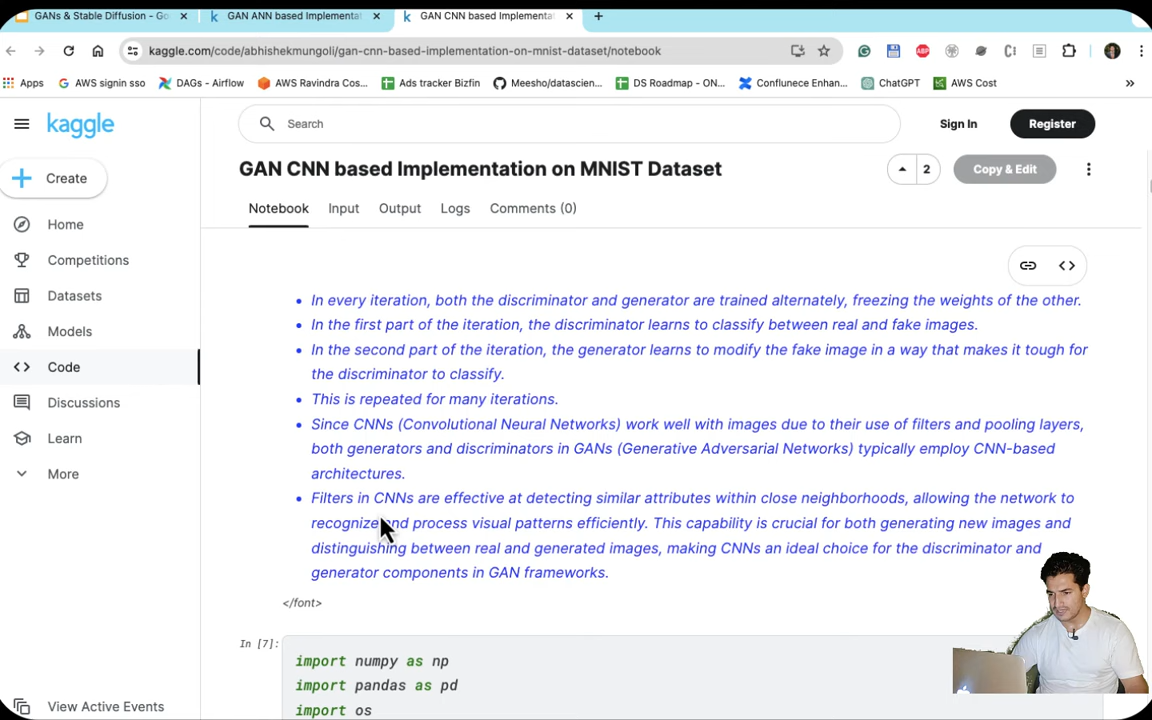 GANs & Stable Diffusion - Go
GAN ANN based Implementat
GAN CNN based Implementa
kaggle.com/code/abhishekmungoli/gan-cnn-based-implementation-on-mnist-dataset/notebook
Apps
AWS signin sso
DAGs - Airflow
AWS Ravindra Cos...
Ads tracker Bizfin
Meesho/datascien...
DS Roadmap - ON...
Conflunece Enhan...
ChatGPT
AWS Cost
kaggle
Search
Sign In
Register
Create
GAN CNN based Implementation on MNIST Dataset
2
Copy & Edit
Home
Competitions
Datasets
Models
Code
Discussions
Learn
More
View Active Events
Notebook
Input
Output
Logs
Comments (0)
• In every iteration, both the discriminator and generator are trained alternately, freezing the weights of the other.
• In the first part of the iteration, the discriminator learns to classify between real and fake images.
• In the second part of the iteration, the generator learns to modify the fake image in a way that makes it tough for
the discriminator to classify.
• This is repeated for many iterations.
• Since CNNs (Convolutional Neural Networks) work well with images due to their use of filters and pooling layers,
both generators and discriminators in GANs (Generative Adversarial Networks) typically employ CNN-based
architectures.
• Filters in CNNs are effective at detecting similar attributes within close neighborhoods, allowing the network to
recognize and process visual patterns efficiently. This capability is crucial for both generating new images and
distinguishing between real and generated images, making CNNs an ideal choice for the discriminator and
generator components in GAN frameworks.
</font>
In [7]:
import numpy as np
import pandas as pd
import os